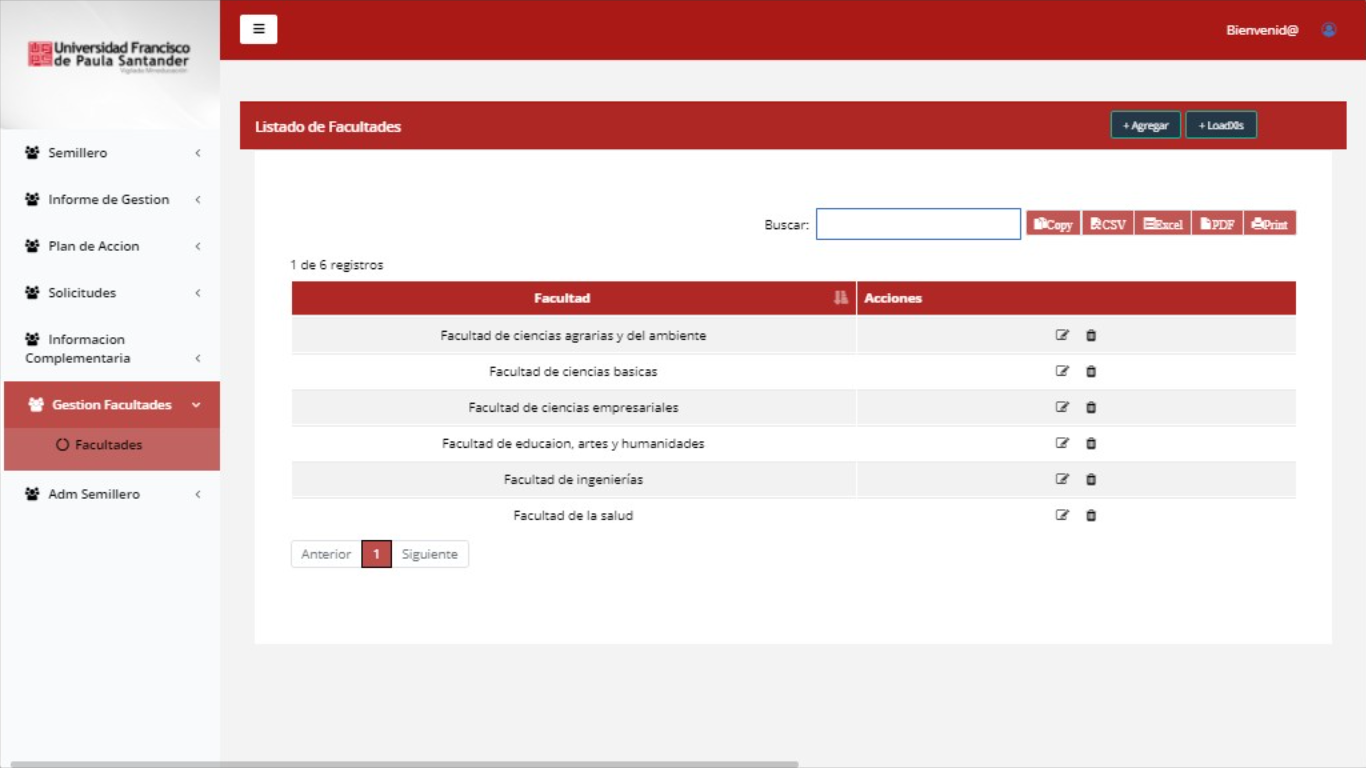 Universidad Francisco
de Paula Santander
Vigilada Mineducación
Bienvenid@
Semillero
Informe de Gestion
Plan de Accion
Solicitudes
Informacion
Complementaria
Gestion Facultades
Facultades
Adm Semillero
Listado de Facultades
+ Agregar
+ LoadXls
Buscar:
Copy
CSV
Excel
PDF
Print
1 de 6 registros
Facultad Acciones
Facultad de ciencias agrarias y del ambiente
Facultad de ciencias basicas
Facultad de ciencias empresariales
Facultad de educaion, artes y humanidades
Facultad de ingenierías
Facultad de la salud
Anterior 1 Siguiente